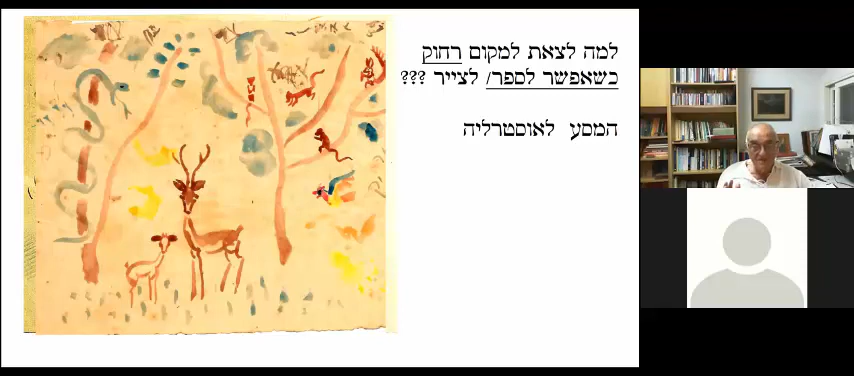 למה לצאת למקום רחוק
כשאפשר לספר/ לצייר ???
המסע לאוסטרליה